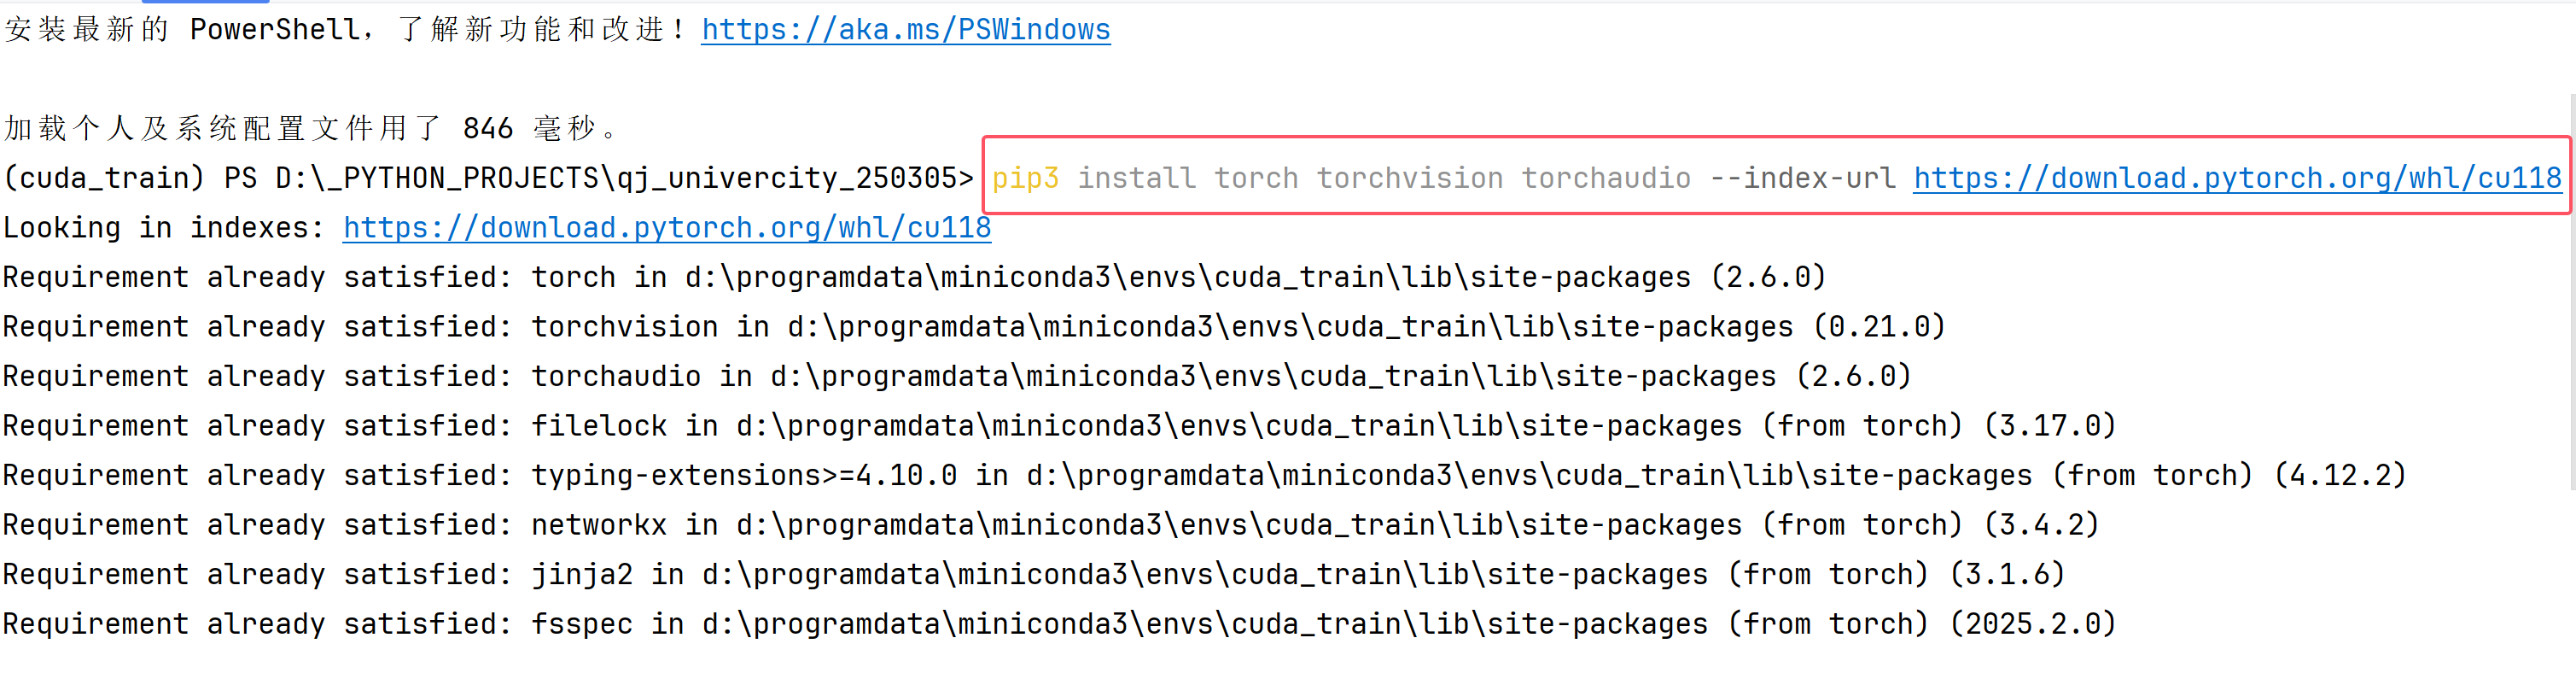 安装最新的 PowerShell，了解新功能和改进！https://aka.ms/PSWindows
加载个人及系统配置文件用了 846 毫秒。
(cuda_train) PS D:\_PYTHON_PROJECTS\qj_univercity_250305> pip3 install torch torchvision torchaudio --index-url https://download.pytorch.org/whl/cu118
Looking in indexes: https://download.pytorch.org/whl/cu118
Requirement already satisfied: torch in d:\programdata\miniconda3\envs\cuda_train\lib\site-packages (2.6.0)
Requirement already satisfied: torchvision in d:\programdata\miniconda3\envs\cuda_train\lib\site-packages (0.21.0)
Requirement already satisfied: torchaudio in d:\programdata\miniconda3\envs\cuda_train\lib\site-packages (2.6.0)
Requirement already satisfied: filelock in d:\programdata\miniconda3\envs\cuda_train\lib\site-packages (from torch) (3.17.0)
Requirement already satisfied: typing-extensions>=4.10.0 in d:\programdata\miniconda3\envs\cuda_train\lib\site-packages (from torch) (4.12.2)
Requirement already satisfied: networkx in d:\programdata\miniconda3\envs\cuda_train\lib\site-packages (from torch) (3.4.2)
Requirement already satisfied: jinja2 in d:\programdata\miniconda3\envs\cuda_train\lib\site-packages (from torch) (3.1.6)
Requirement already satisfied: fsspec in d:\programdata\miniconda3\envs\cuda_train\lib\site-packages (from torch) (2025.2.0)